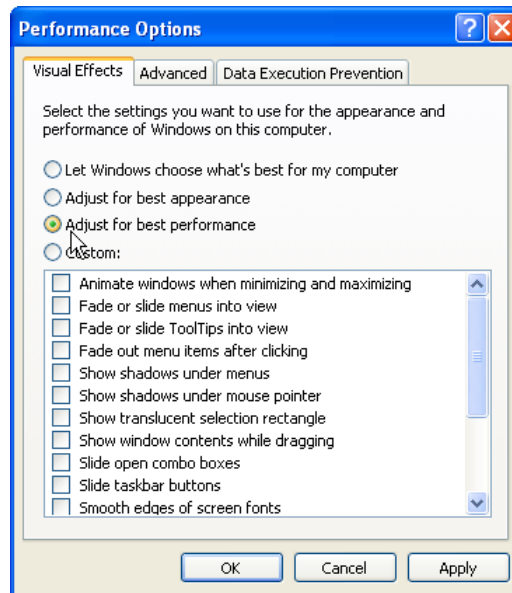 Performance Options
Visual Effects Advanced Data Execution Prevention
Select the settings you want to use for the appearance and
performance of Windows on this computer.
Let Windows choose what's best for my computer
Adjust for best appearance
Adjust for best performance
Custom:
Animate windows when minimizing and maximizing
Fade or slide menus into view
Fade or slide ToolTips into view
Fade out menu items after clicking
Show shadows under menus
Show shadows under mouse pointer
Show translucent selection rectangle
Show window contents while dragging
Slide open combo boxes
Slide taskbar buttons
Smooth edges of screen fonts
OK Cancel Apply